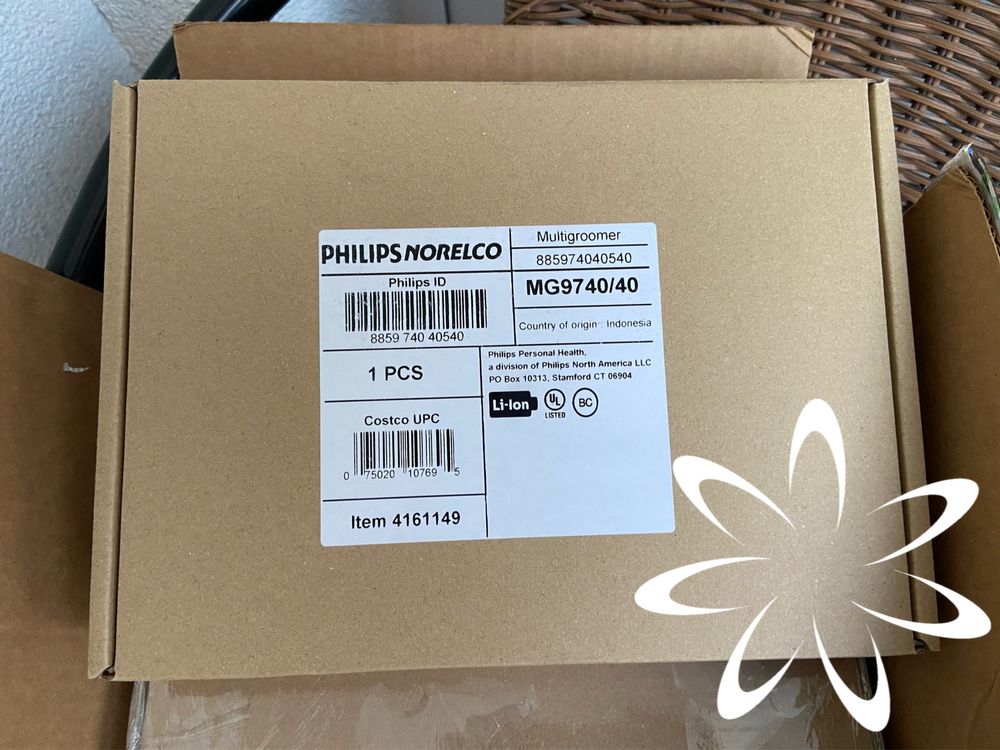 PHILIPS NORELCO
Multigroomer
885974040540
Philips ID
MG9740/40
8859 740 40540
Country of origin: Indonesia
1 PCS
Philips Personal Health,
a division of Philips North America LLC
PO Box 10313, Stamford CT 06904
Li-Ion
UL
LISTED
BC
Costco UPC
0 75020 10769 5
Item 4161149